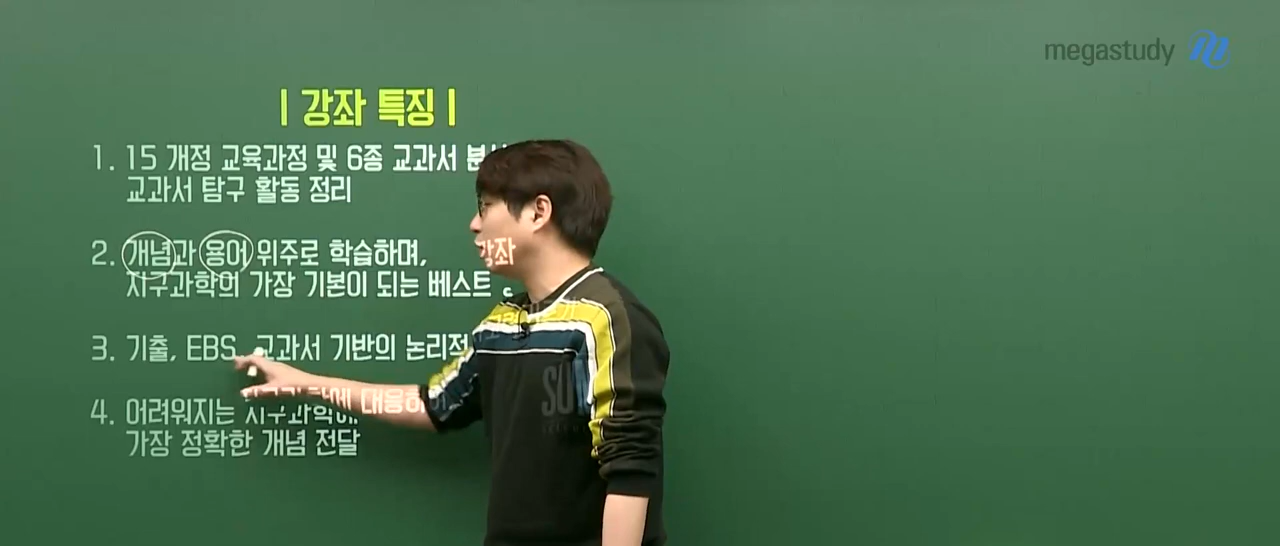 megastudy
| 강좌 특징 |
1. 15 개정 교육과정 및 6종 교과서
교과서 탐구 활동 정리
2. 개념과 용어 위주로 학습하며,
지구과학의 가장 기본이 되는 베스트 강좌
3. 기출, EBS, 교과서 기반의 논리적
4. 어려워지는 지구과학에 대응하
가장 정확한 개념 전달